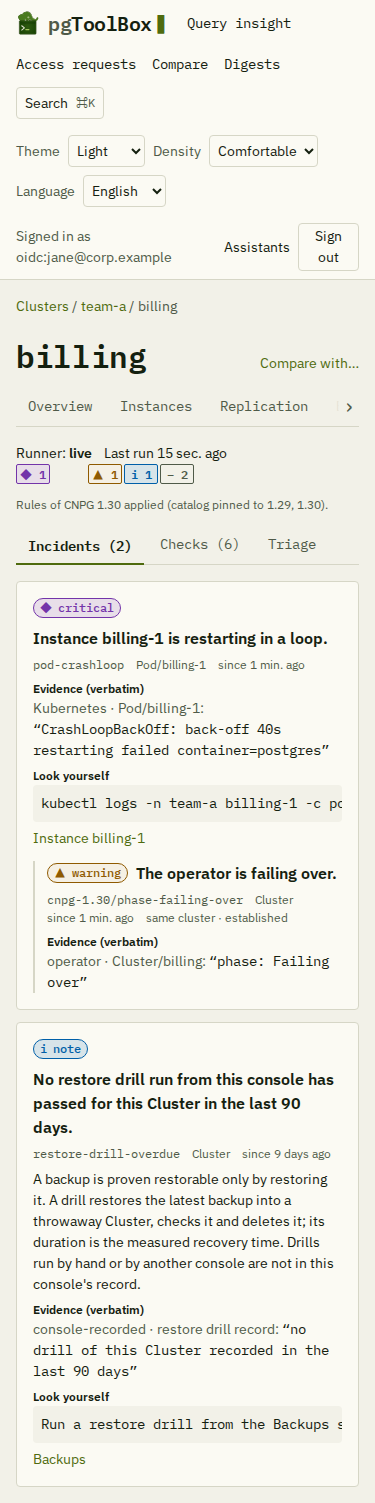 pgToolBox Query insight
Access requests Compare Digests
Search ⌘K
Theme Light Density Comfortable
Language English
Signed in as
oidc:jane@corp.example
Assistants
Sign
out
Clusters / team-a / billing
billing
Compare with…
Overview Instances Replication ›
Runner: live Last run 15 sec. ago
◆ 1 ▲ 1 i 1 − 2
Rules of CNPG 1.30 applied (catalog pinned to 1.29, 1.30).
Incidents (2) Checks (6) Triage
◆ critical
Instance billing-1 is restarting in a loop.
pod-crashloop Pod/billing-1 since 1 min. ago
Evidence (verbatim)
Kubernetes · Pod/billing-1:
“CrashLoopBackOff: back-off 40s
restarting failed container=postgres”
Look yourself
kubectl logs -n team-a billing-1 -c
Instance billing-1
▲ warning The operator is failing over.
cnpg-1.30/phase-failing-over Cluster
since 1 min. ago same cluster · established
Evidence (verbatim)
operator · Cluster/billing: “phase: Failing
over”
i note
No restore drill run from this console has
passed for this Cluster in the last 90
days.
restore-drill-overdue Cluster since 9 days ago
A backup is proven restorable only by restoring
it. A drill restores the latest backup into a
throwaway Cluster, checks it and deletes it; its
duration is the measured recovery time. Drills
run by hand or by another console are not in this
console's record.
Evidence (verbatim)
console-recorded · restore drill record: “no
drill of this Cluster recorded in the
last 90 days”
Look yourself
Run a restore drill from the Backups
Backups